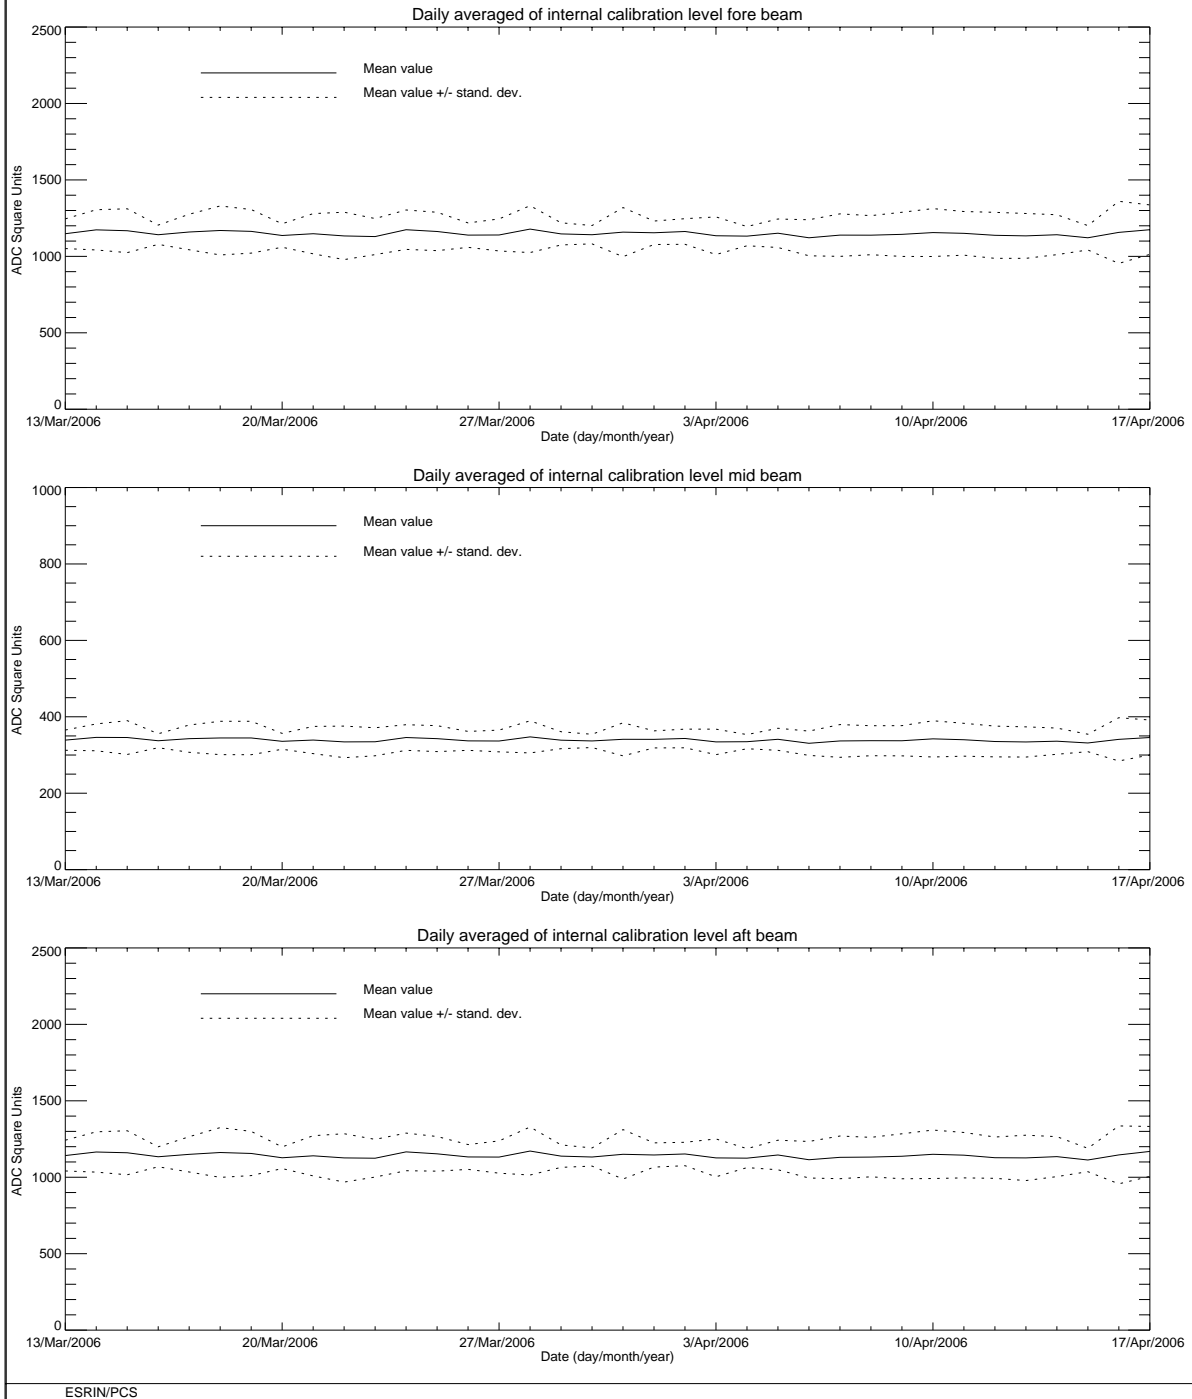 Daily averaged of internal calibration level fore beam
2500
2000
1500
1000
500
0
ADC Square Units
Mean value
Mean value +/- stand. dev.
13/Mar/2006 20/Mar/2006 27/Mar/2006 3/Apr/2006 10/Apr/2006 17/Apr/2006
Date (day/month/year)
Daily averaged of internal calibration level mid beam
1000
800
600
400
200
0
ADC Square Units
Mean value
Mean value +/- stand. dev.
13/Mar/2006 20/Mar/2006 27/Mar/2006 3/Apr/2006 10/Apr/2006 17/Apr/2006
Date (day/month/year)
Daily averaged of internal calibration level aft beam
2500
2000
1500
1000
500
0
ADC Square Units
Mean value
Mean value +/- stand. dev.
13/Mar/2006 20/Mar/2006 27/Mar/2006 3/Apr/2006 10/Apr/2006 17/Apr/2006
Date (day/month/year)
ESRIN/PCS